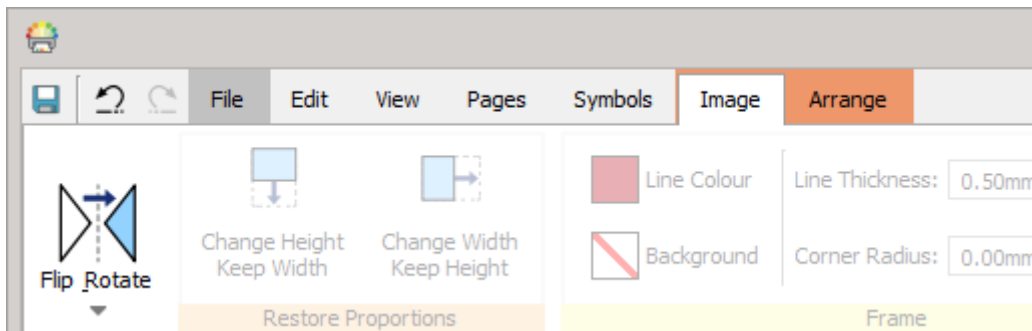 File Edit View Pages Symbols Image Arrange
Flip Rotate
Change Height
Keep Width
Change Width
Keep Height
Restore Proportions
Line Colour
Background
Line Thickness: 0.50mm
Corner Radius: 0.00mm
Frame